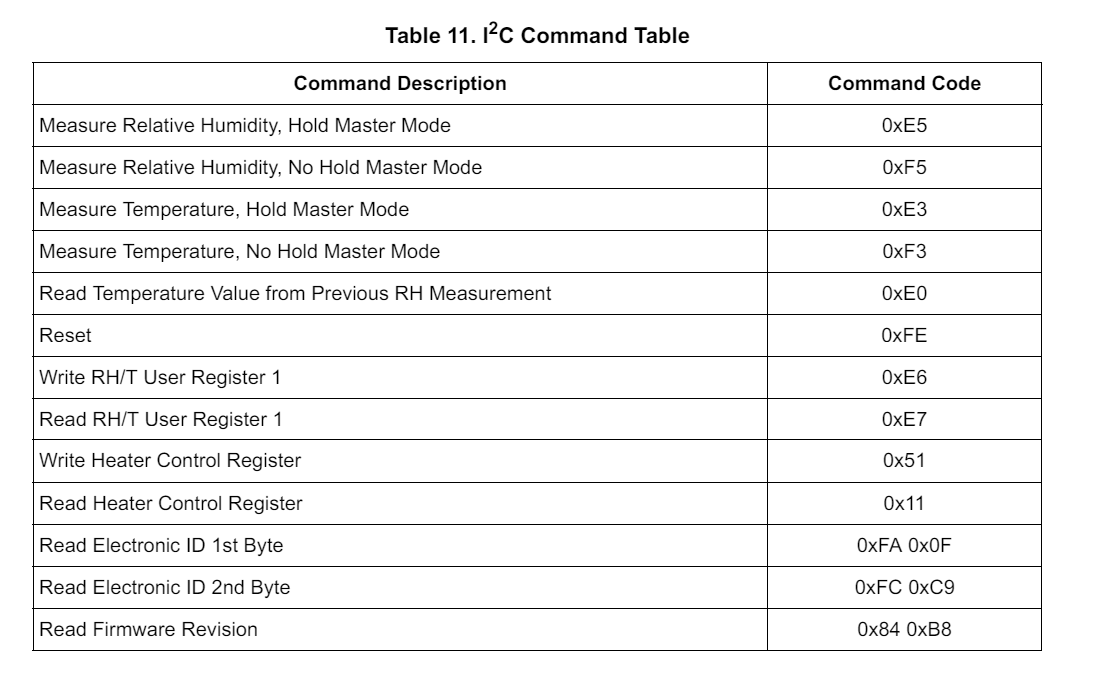 Table 11. I²C Command Table
Command Description Command Code
Measure Relative Humidity, Hold Master Mode 0xE5
Measure Relative Humidity, No Hold Master Mode 0xF5
Measure Temperature, Hold Master Mode 0xE3
Measure Temperature, No Hold Master Mode 0xF3
Read Temperature Value from Previous RH Measurement 0xE0
Reset 0xFE
Write RH/T User Register 1 0xE6
Read RH/T User Register 1 0xE7
Write Heater Control Register 0x51
Read Heater Control Register 0x11
Read Electronic ID 1st Byte 0xFA 0x0F
Read Electronic ID 2nd Byte 0xFC 0xC9
Read Firmware Revision 0x84 0xB8